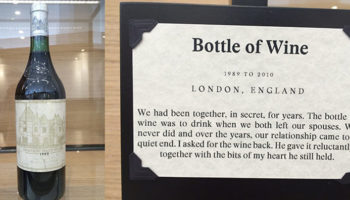 Bottle of Wine
1989 TO 2010
LONDON, ENGLAND
We had been together, in secret, for years. The bottle
wine was to drink when we both left our spouses. W
never did and over the years, our relationship came to
quiet end. I asked for the wine back. He gave it reluctantly
together with the bits of my heart he still held.
1989